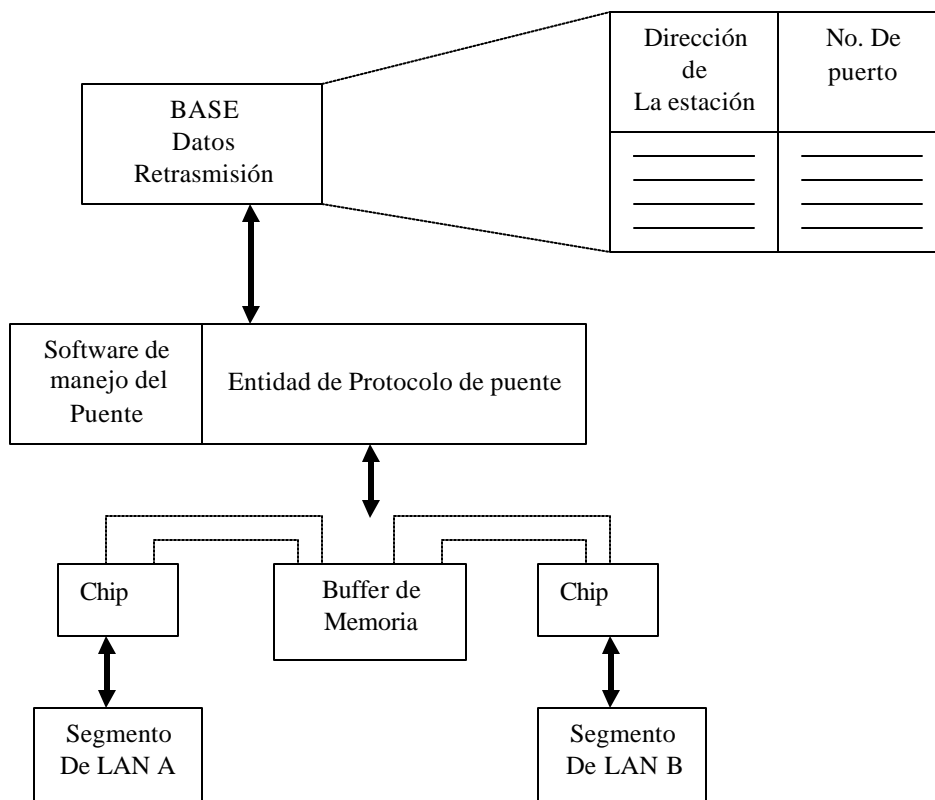 Dirección
de
La estación
No. De
puerto
BASE
Datos
Retrasmisión
Software de
manejo del
Puente
Entidad de Protocolo de puente
Chip
Buffer de
Memoria
Chip
Segmento
De LAN A
Segmento
De LAN B